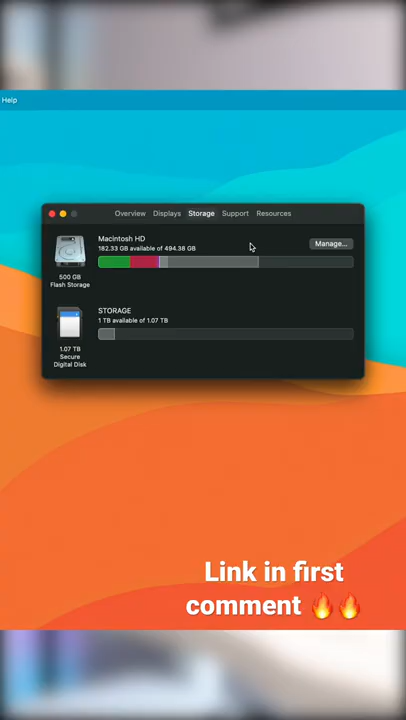 Help
Overview Displays Storage Support Resources
Macintosh HD
182.33 GB available of 494.38 GB
Manage...
500 GB
Flash Storage
STORAGE
1 TB available of 1.07 TB
1.07 TB
Secure
Digital Disk
Link in first
comment 🔥🔥